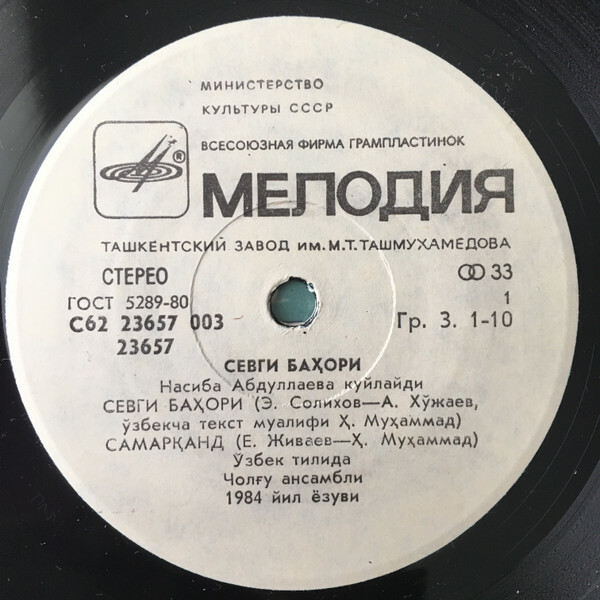 МИНИСТЕРСТВО
КУЛЬТУРЫ СССР
ВСЕСОЮЗНАЯ ФИРМА ГРАМПЛАСТИНОК
®
МЕЛОДИЯ
ТАШКЕНТСКИЙ ЗАВОД ИМ. М.Т. ТАШМУХАМЕДОВА
СТЕРЕО
33
ГОСТ 5289-80
1
С62 23657 003
Гр. 3. 1-10
23657
СЕВГИ БАҲОРИ
Насиба Абдуллаева куйлайди
СЕВГИ БАҲОРИ (Э. Солихов—А. Хўжаев,
ўзбекча текст муалифи Ҳ. Муҳаммад)
САМАРҚАНД (Е. Живаев—Ҳ. Муҳаммад)
Ўзбек тилида
Чолғу ансамбли
1984 йил ёзуви